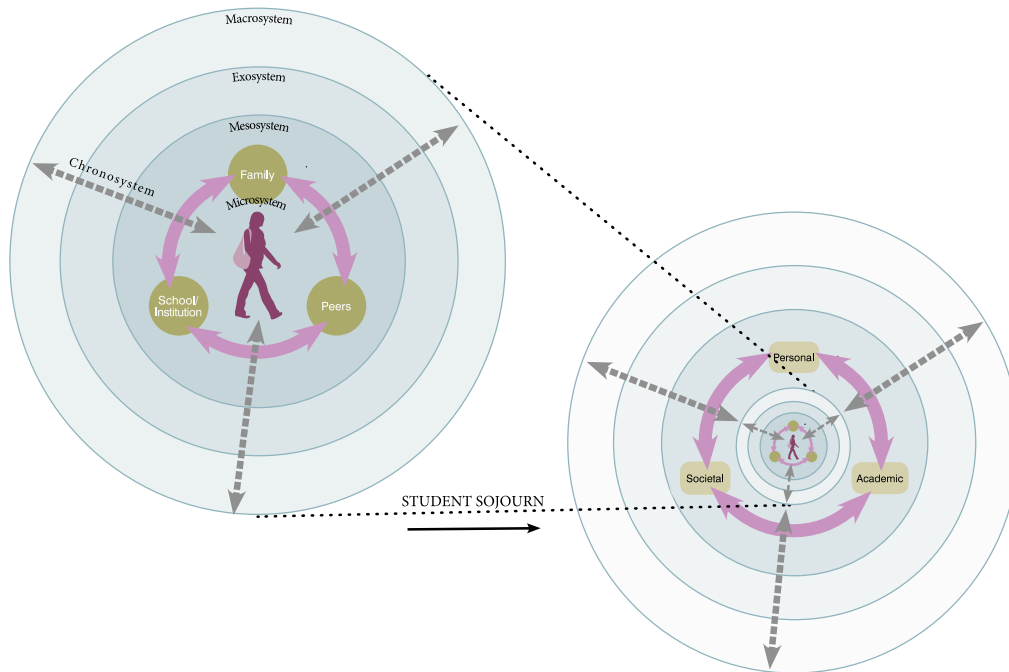 Macrosystem
Exosystem
Mesosystem
Chronosystem
Family
Microsystem
School/
Institution
Peers
STUDENT SOJOURN
Personal
Societal
Academic